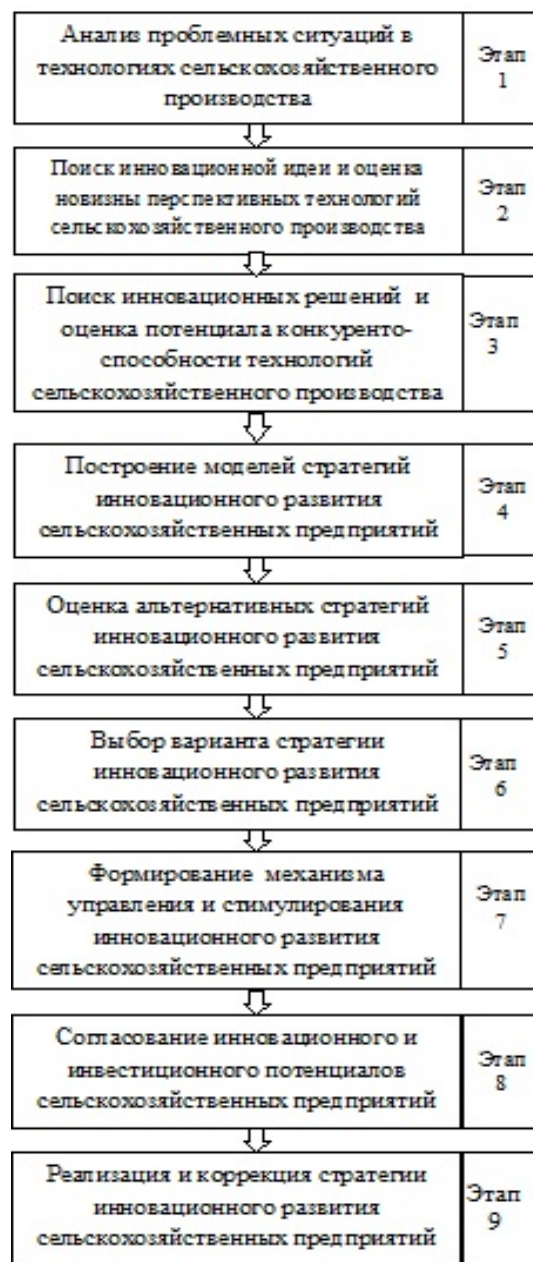 Анализ проблемных ситуаций в
технологиях сельскохозяйственного
производства
Этап
1
Поиск инновационной идеи и оценка
новизны перспективных технологий
сельскохозяйственного производства
Этап
2
Поиск инновационных решений и
оценка потенциала конкуренто-
способности технологий
сельскохозяйственного производства
Этап
3
Построение моделей стратегий
инновационного развития
сельскохозяйственных предприятий
Этап
4
Оценка альтернативных стратегий
инновационного развития
сельскохозяйственных предприятий
Этап
5
Выбор варианта стратегии
инновационного развития
сельскохозяйственных предприятий
Этап
6
Формирование механизма
управления и стимулирования
инновационного развития
сельскохозяйственных предприятий
Этап
7
Согласование инновационного и
инвестиционного потенциалов
сельскохозяйственных предприятий
Этап
8
Реализация и коррекция стратегии
инновационного развития
сельскохозяйственных предприятий
Этап
9